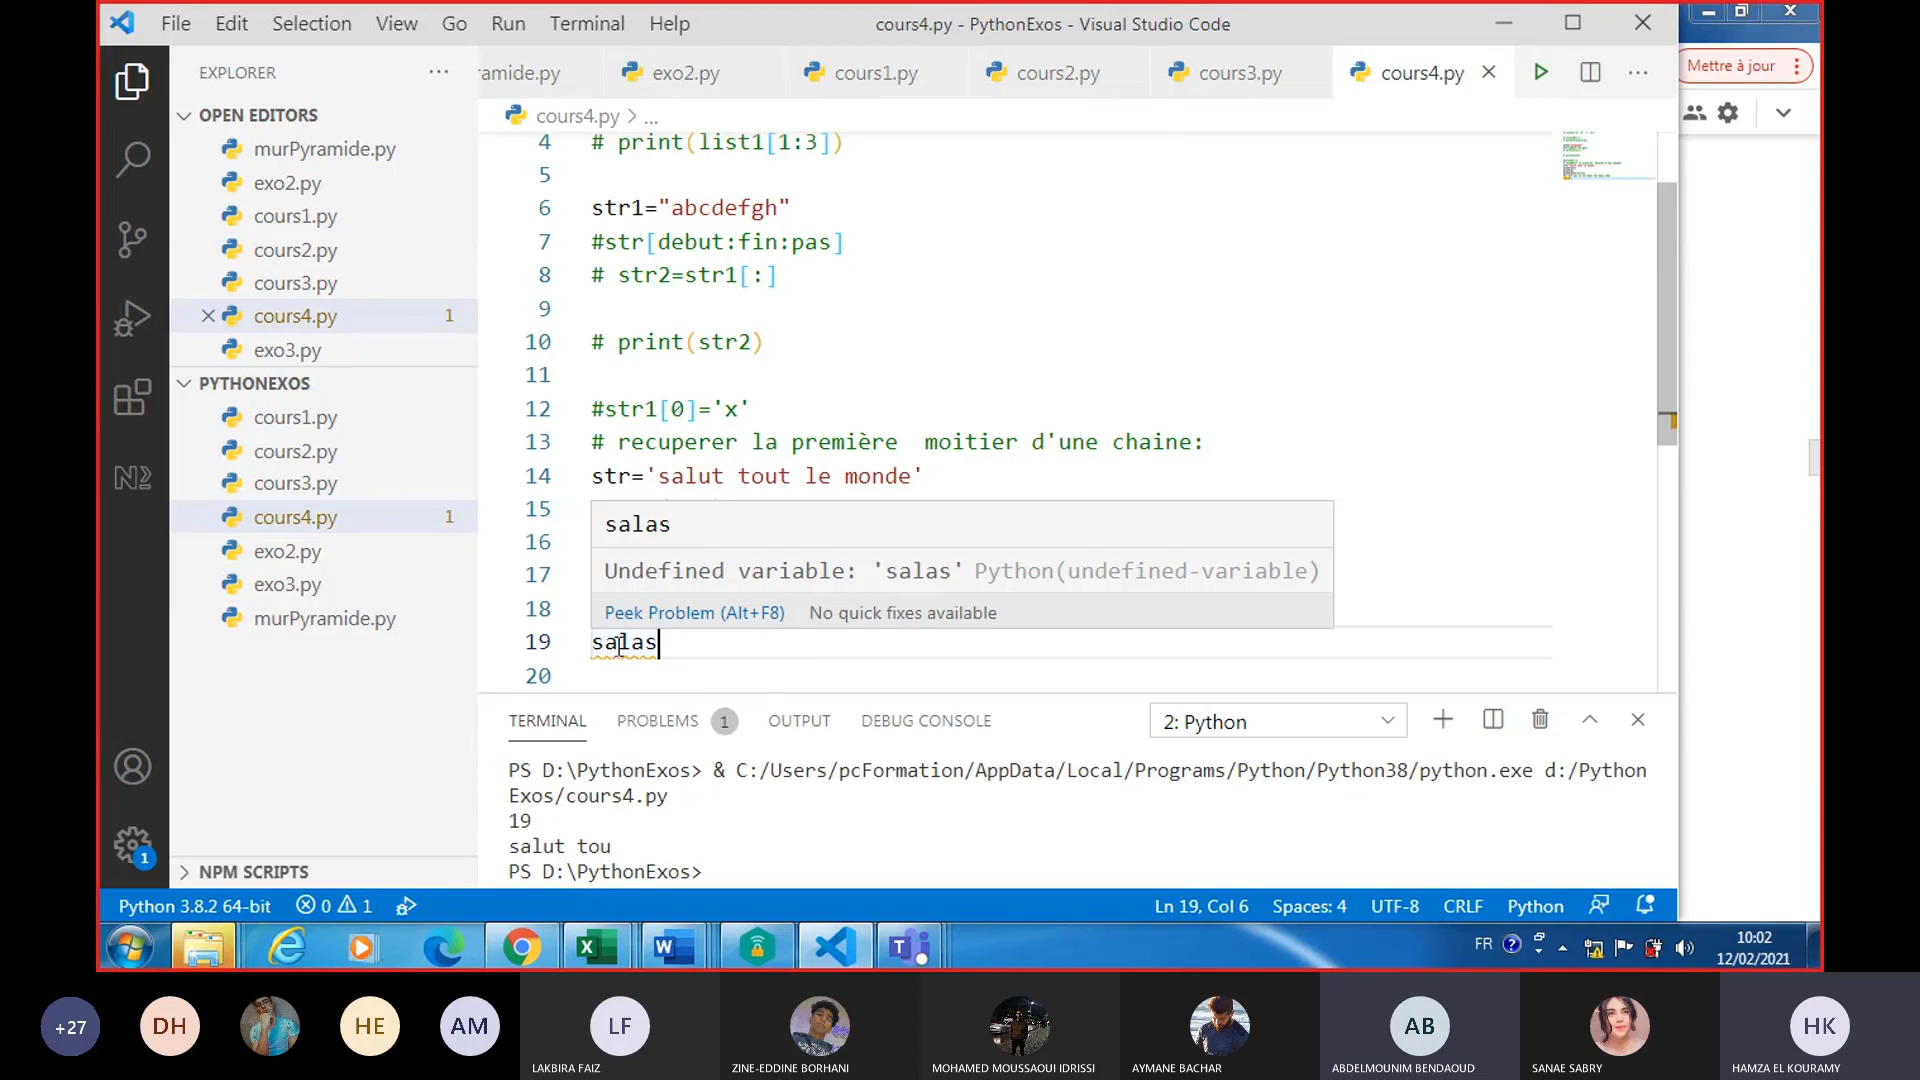 File Edit Selection View Go Run Terminal Help
cours4.py - PythonExos - Visual Studio Code
EXPLORER
OPEN EDITORS
murPyramide.py
exo2.py
cours1.py
cours2.py
cours3.py
cours4.py 1
exo3.py
PYTHONEXOS
cours1.py
cours2.py
cours3.py
cours4.py 1
exo2.py
exo3.py
murPyramide.py
NPM SCRIPTS
ramide.py exo2.py cours1.py cours2.py cours3.py cours4.py
cours4.py > ...
4 # print(list1[1:3])
5
6 str1="abcdefgh"
7 #str[debut:fin:pas]
8 # str2=str1[:]
9
10 # print(str2)
11
12 #str1[0]='x'
13 # recuperer la première  moitier d'une chaine:
14 str='salut tout le monde'
15
16
17
18
salas
Undefined variable: 'salas' Python(undefined-variable)
Peek Problem (Alt+F8) No quick fixes available
19 salas
20
TERMINAL PROBLEMS 1 OUTPUT DEBUG CONSOLE
2: Python
PS D:\PythonExos> & C:/Users/pcFormation/AppData/Local/Programs/Python/Python38/python.exe d:/Python
Exos/cours4.py
19
salut tou
PS D:\PythonExos>
1
Python 3.8.2 64-bit 0 1
Ln 19, Col 6 Spaces: 4 UTF-8 CRLF Python
Mettre à jour
FR
10:02
12/02/2021
+27
DH
HE
AM
LF
AB
HK
LAKBIRA FAIZ
ZINE-EDDINE BORHANI
MOHAMED MOUSSAOUI IDRISSI
AYMANE BACHAR
ABDELMOUNIM BENDAOUD
SANAE SABRY
HAMZA EL KOURAMY